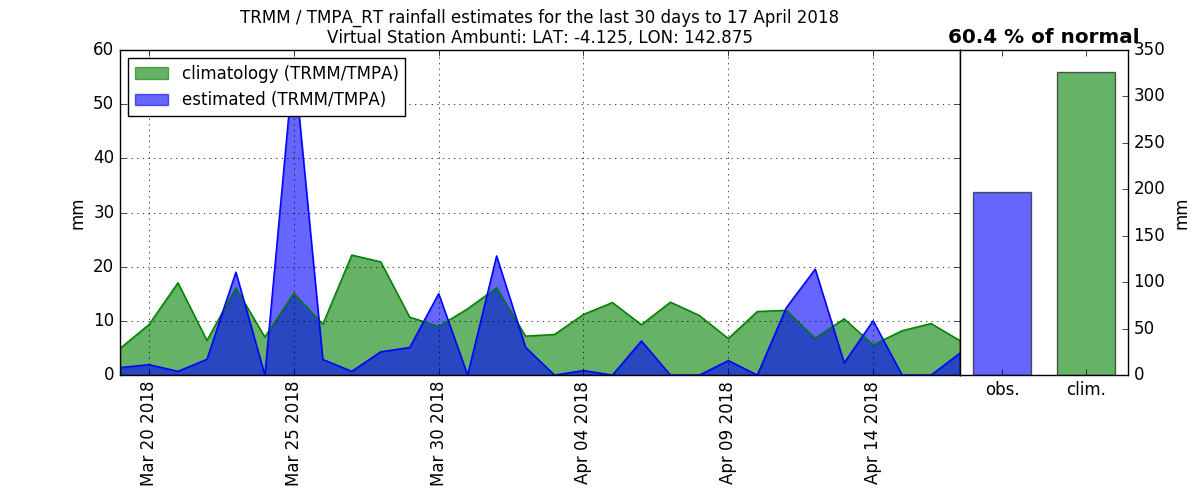 TRMM / TMPA_RT rainfall estimates for the last 30 days to 17 April 2018
Virtual Station Ambunti: LAT: -4.125, LON: 142.875
60.4 % of normal
climatology (TRMM/TMPA)
estimated (TRMM/TMPA)
60
50
40
30
20
10
0
mm
Mar 20 2018
Mar 25 2018
Mar 30 2018
Apr 04 2018
Apr 09 2018
Apr 14 2018
obs.
clim.
350
300
250
200
150
100
50
0
mm